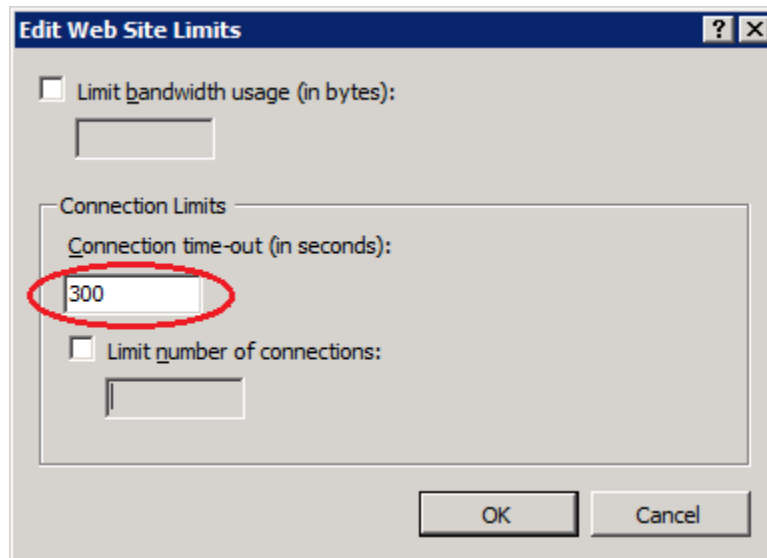 Edit Web Site Limits
Limit bandwidth usage (in bytes):
Connection Limits
Connection time-out (in seconds):
300
Limit number of connections:
OK Cancel